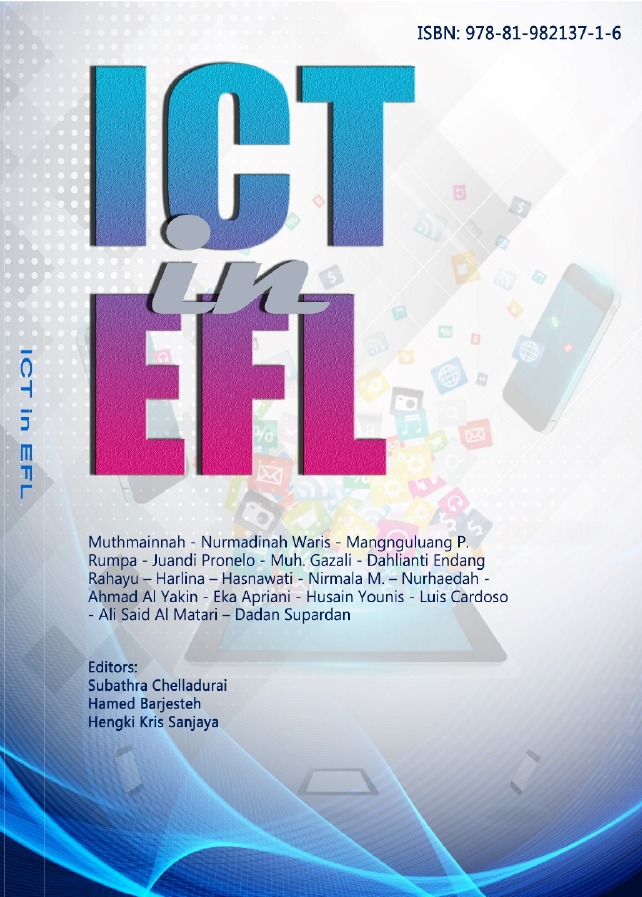 ISBN: 978-81-982137-1-6
ICT
in
EFL
ICT in EFL
Muthmainnah - Nurmadinah Waris - Mangnguluang P.
Rumpa - Juandi Pronelo - Muh. Gazali - Dahlianti Endang
Rahayu – Harlina – Hasnawati - Nirmala M. – Nurhaedah -
Ahmad Al Yakin - Eka Apriani - Husain Younis - Luis Cardoso
- Ali Said Al Matari – Dadan Supardan
Editors:
Subathra Chelladurai
Hamed Barjesteh
Hengki Kris Sanjaya